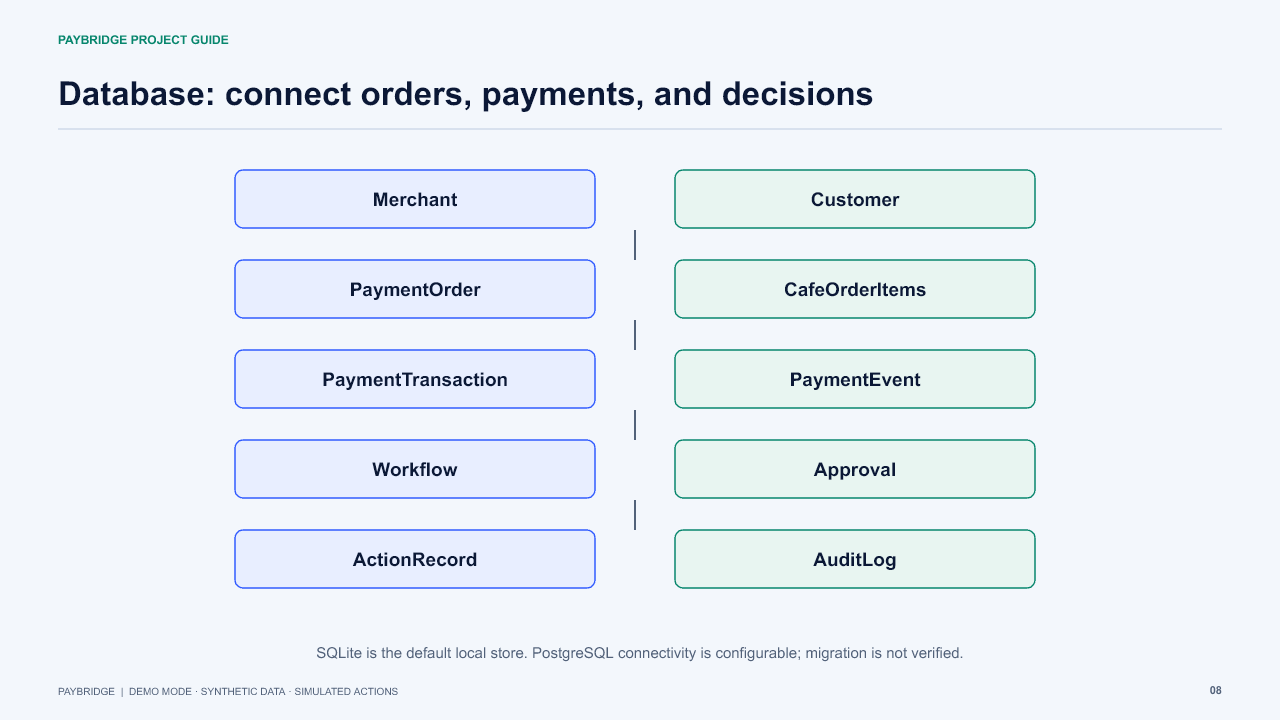 PAYBRIDGE PROJECT GUIDE
Database: connect orders, payments, and decisions
Merchant
Customer
PaymentOrder
CafeOrderItems
PaymentTransaction
PaymentEvent
Workflow
Approval
ActionRecord
AuditLog
SQLite is the default local store. PostgreSQL connectivity is configurable; migration is not verified.
PAYBRIDGE | DEMO MODE · SYNTHETIC DATA · SIMULATED ACTIONS
08